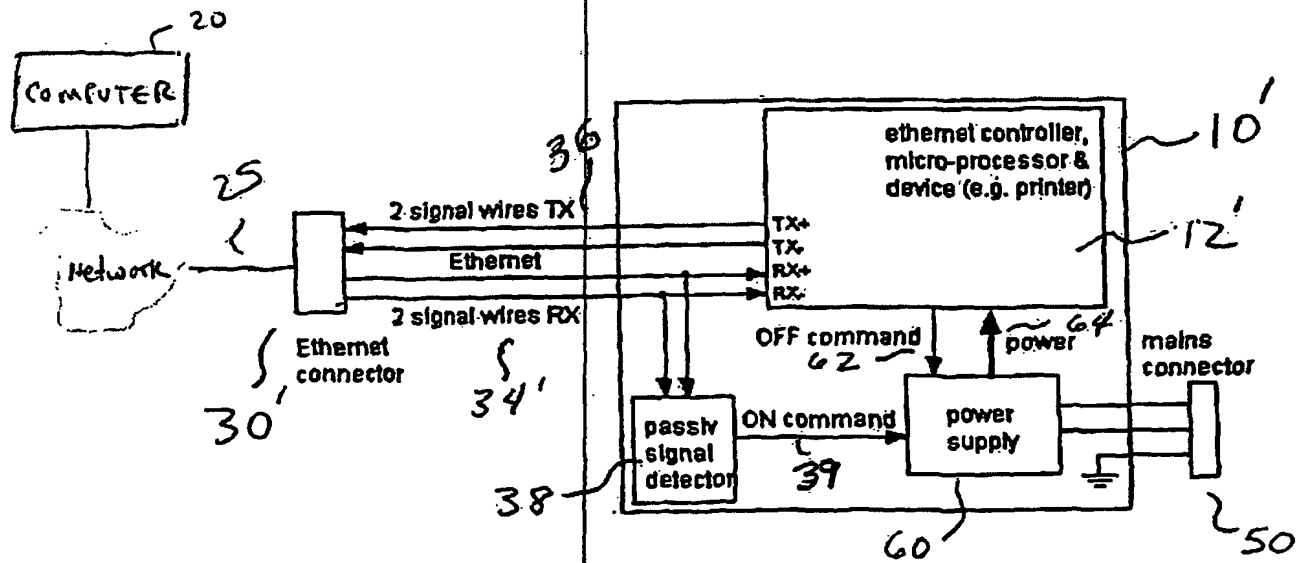 20
COMPUTER
25
Network
36
10'
ethernet controller,
micro-processor &
device (e.g. printer)
12'
2 signal wires TX
TX+
TX-
Ethernet
RX+
RX-
2 signal wires RX
Ethernet
connector
30'
34'
OFF command
62
64
power
mains
connector
passiv
signal
detector
ON command
39
power
supply
38
60
50